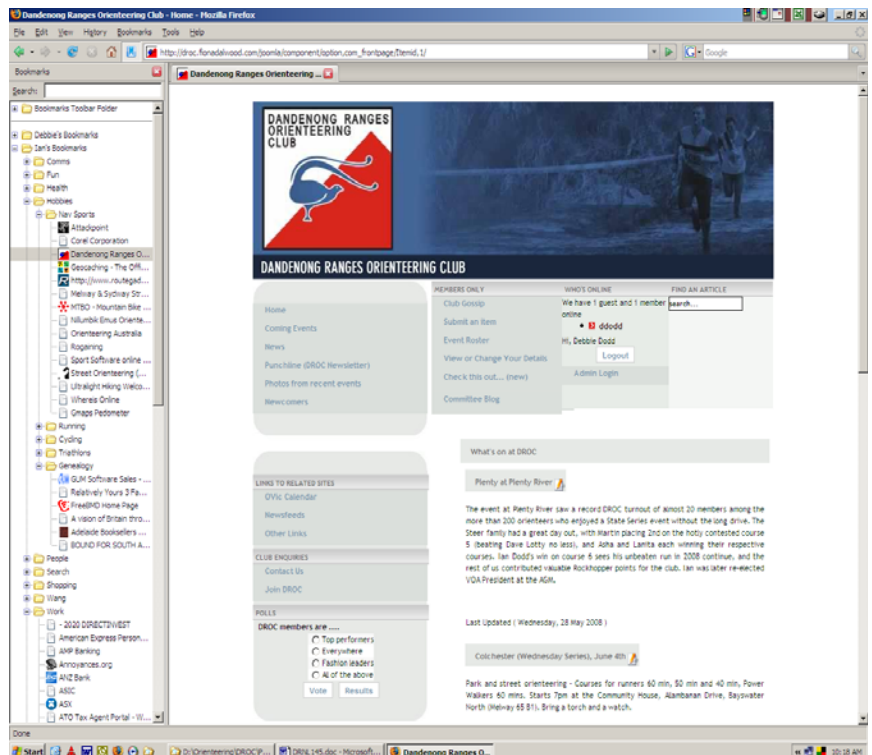 Dandenong Ranges Orienteering Club - Home - Mozilla Firefox
File Edit View History Bookmarks Tools Help
http://droc.fionadalwood.com/joomla/component/option,com_frontpage/Itemid,1/
Google
Bookmarks
Dandenong Ranges Orienteering ...
Search:
Bookmarks Toolbar Folder
Debbie's Bookmarks
Ian's Bookmarks
Comms
Fun
Health
Hobbies
Nav Sports
Attackpoint
Corel Corporation
Dandenong Ranges O...
Geocaching - The Offi...
http://www.routegad...
Melway & Sydway Str...
MTBO - Mountain Bike ...
Nillumbik Emus Oriente...
Orienteering Australia
Rogaining
Sport Software online ...
Street Orienteering (...
Ultralight Hiking Welco...
Whereis Online
Gmaps Pedometer
Running
Cycling
Triathlons
Genealogy
GUM Software Sales - ...
Relatively Yours 3 Fa...
FreeBMD Home Page
A vision of Britain thro...
Adelaide Booksellers ...
BOUND FOR SOUTH A...
People
Search
Shopping
Wang
Work
- 2020 DIRECTINVEST
American Express Person...
AMP Banking
Annoyances.org
ANZ Bank
ASIC
ASX
ATO Tax Agent Portal - W...
DANDENONG RANGES
ORIENTEERING
CLUB
DANDENONG RANGES ORIENTEERING CLUB
Home
Coming Events
News
Punchline (DROC Newsletter)
Photos from recent events
Newcomers
MEMBERS ONLY
Club Gossip
Submit an Item
Event Roster
View or Change Your Details
Check this out... (new)
Committee Blog
WHO'S ONLINE
We have 1 guest and 1 member
online
ddodd
Hi, Debbie Dodd
Logout
Admin Login
FIND AN ARTICLE
search...
LINKS TO RELATED SITES
OVic Calendar
Newsfeeds
Other Links
CLUB ENQUIRIES
Contact Us
Join DROC
POLLS
DROC members are ....
Top performers
Everywhere
Fashion leaders
All of the above
Vote Results
What's on at DROC
Plenty at Plenty River
The event at Plenty River saw a record DROC turnout of almost 20 members among the
more than 200 orienteers who enjoyed a State Series event without the long drive. The
Steer family had a great day out, with Martin placing 2nd on the hotly contested course
5 (beating Dave Lotty no less), and Asha and Lanita each winning their respective
courses. Ian Dodd's win on course 6 sees his unbeaten run in 2008 continue, and the
rest of us contributed valuable Rockhopper points for the club. Ian was later re-elected
VOA President at the AGM.
Last Updated ( Wednesday, 28 May 2008 )
Colchester (Wednesday Series), June 4th
Park and street orienteering - Courses for runners 60 min, 50 min and 40 min, Power
Walkers 60 mins. Starts 7pm at the Community House, Alambanan Drive, Bayswater
North (Melway 65 B1). Bring a torch and a watch.
Done
Start
D:\Orienteering\DROC\P...
DRNL 145.doc - Microsoft...
Dandenong Ranges O...
10:18 AM